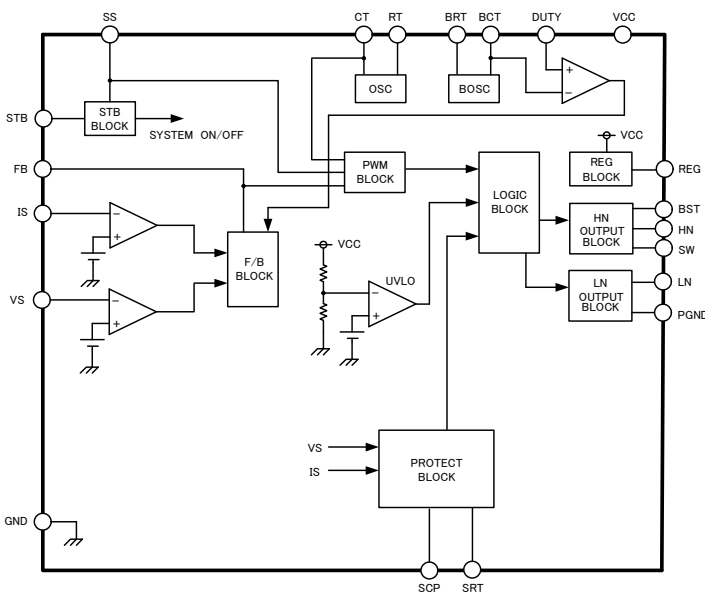 SS
CT
RT
BRT
BCT
DUTY
VCC
OSC
BOSC
+
−
STB
STB
BLOCK
SYSTEM ON/OFF
VCC
FB
PWM
BLOCK
LOGIC
BLOCK
REG
BLOCK
REG
IS
−
+
HN
OUTPUT
BLOCK
BST
HN
SW
F/B
BLOCK
VCC
UVLO
−
+
LN
OUTPUT
BLOCK
LN
PGND
VS
−
+
VS
IS
PROTECT
BLOCK
GND
SCP
SRT